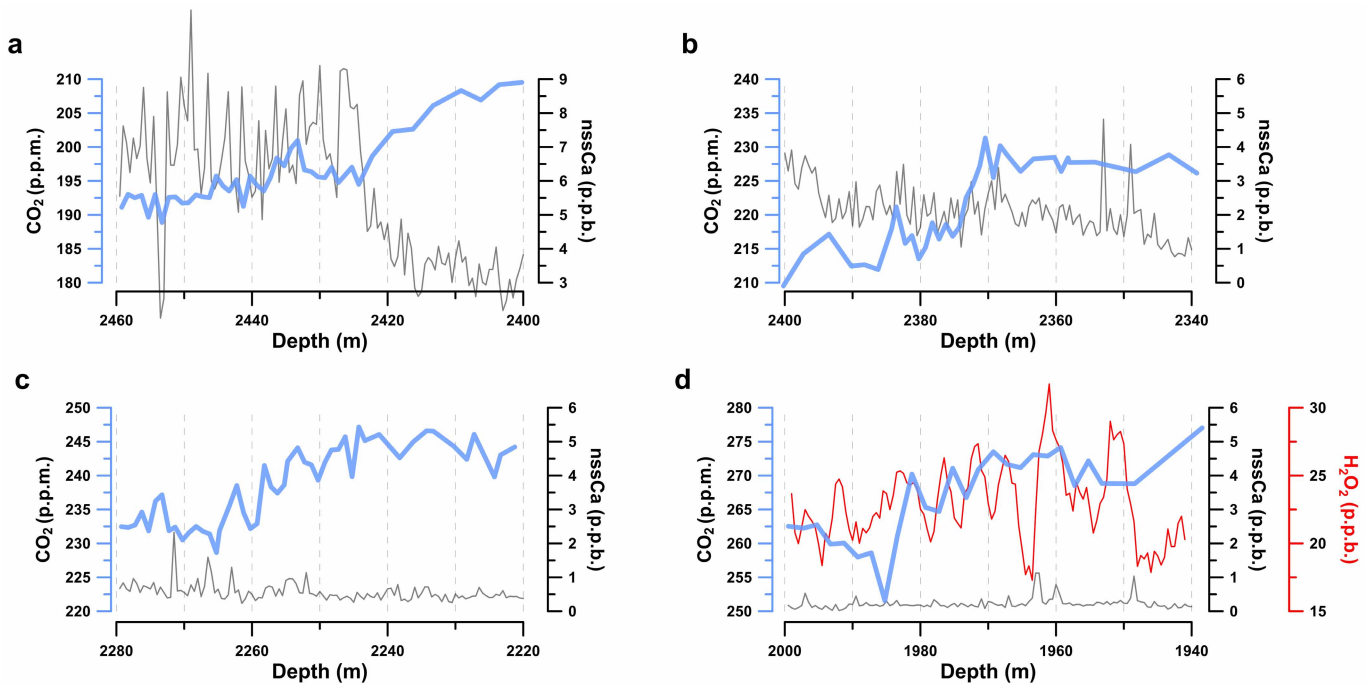 a
CO2 (p.p.m.)
210
205
200
195
190
185
180
9
8
7
6
5
4
3
nssCa (p.p.b.)
2460 2440 2420 2400
Depth (m)
b
CO2 (p.p.m.)
240
235
230
225
220
215
210
6
5
4
3
2
1
0
nssCa (p.p.b.)
2400 2380 2360 2340
Depth (m)
c
CO2 (p.p.m.)
250
245
240
235
230
225
220
6
5
4
3
2
1
0
nssCa (p.p.b.)
2280 2260 2240 2220
Depth (m)
d
CO2 (p.p.m.)
280
275
270
265
260
255
250
6
5
4
3
2
1
0
nssCa (p.p.b.)
30
25
20
15
H2O2 (p.p.b.)
2000 1980 1960 1940
Depth (m)